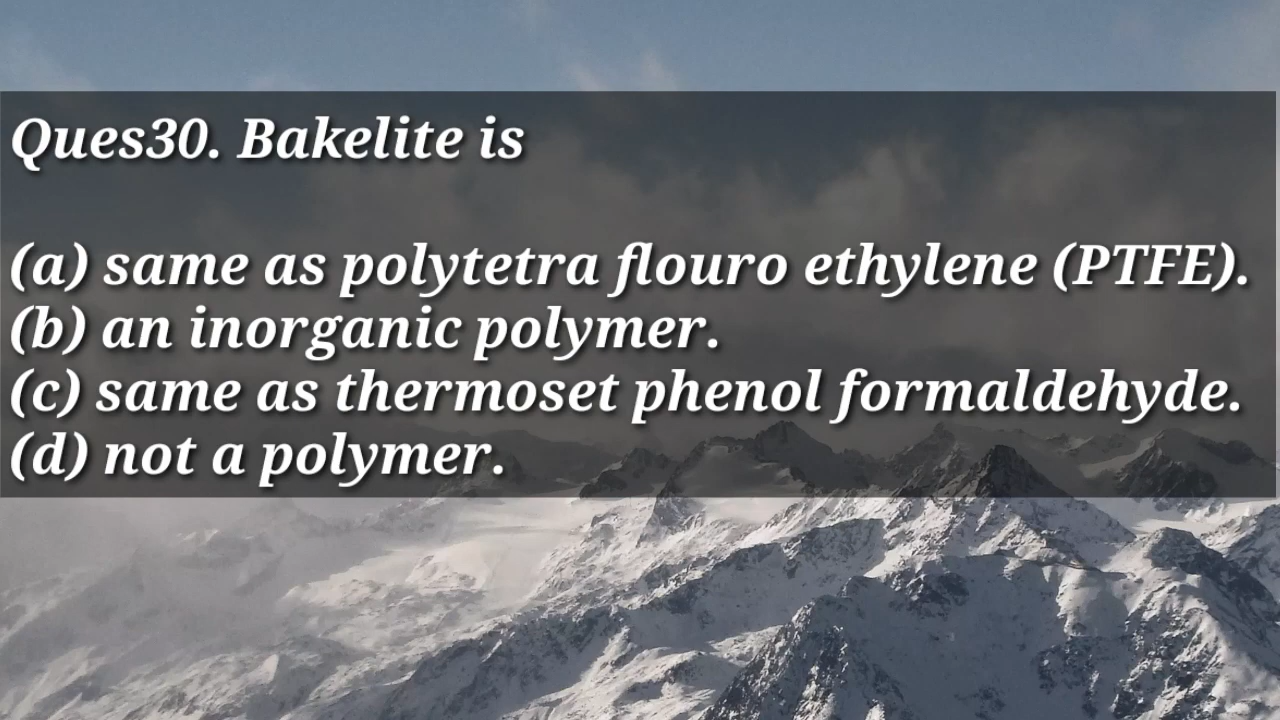 Ques30. Bakelite is
(a) same as polytetra flouro ethylene (PTFE).
(b) an inorganic polymer.
(c) same as thermoset phenol formaldehyde.
(d) not a polymer.